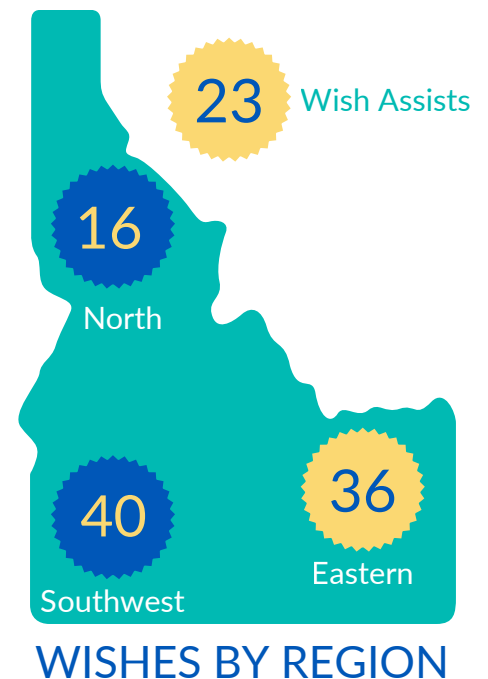 23
Wish Assists
16
North
36
Eastern
40
Southwest
WISHES BY REGION